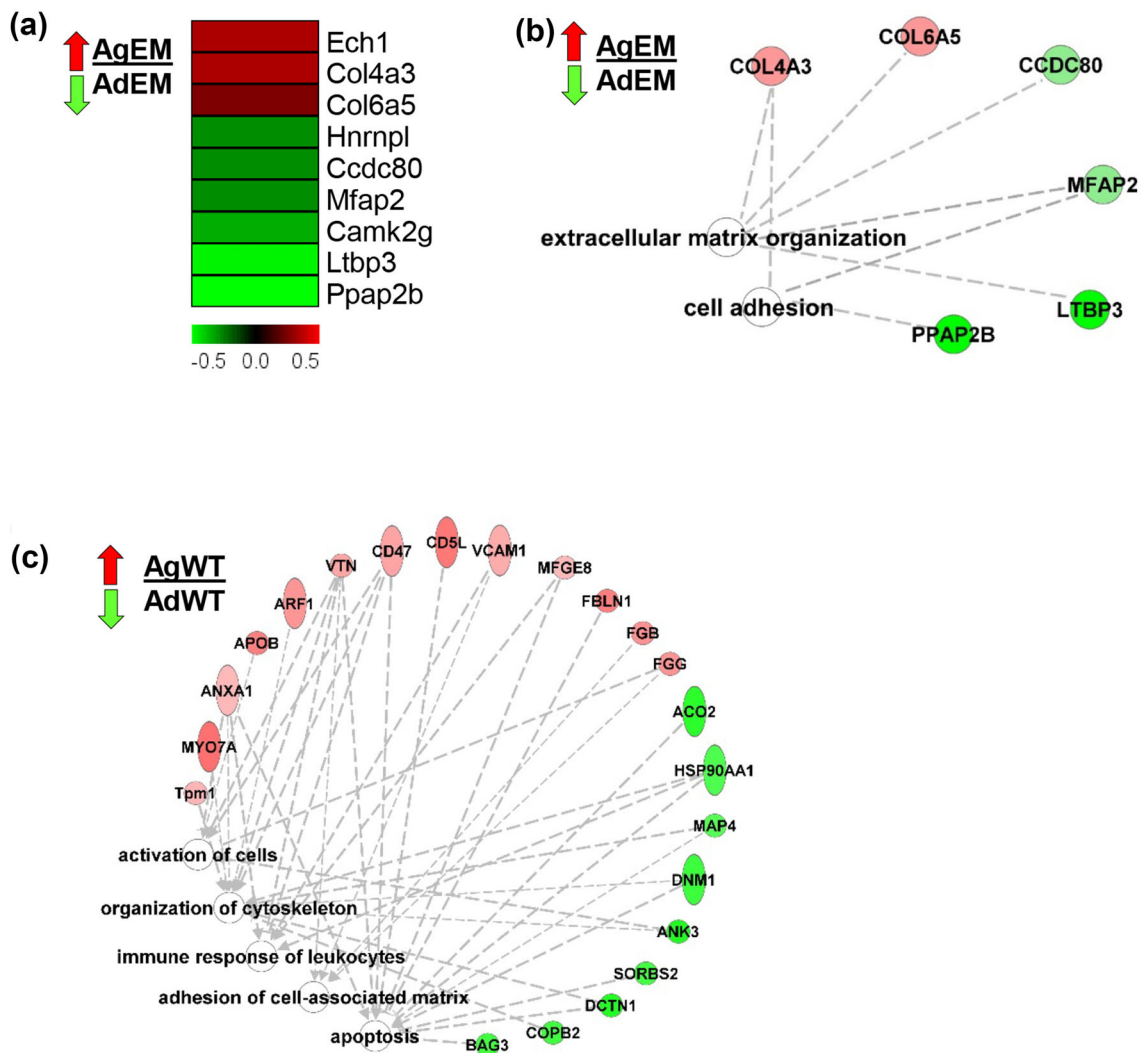 (a)
AgEM
AdEM
Ech1
Col4a3
Col6a5
Hnrnpl
Ccdc80
Mfap2
Camk2g
Ltbp3
Ppap2b
-0.5 0.0 0.5
(b)
AgEM
AdEM
COL4A3
COL6A5
CCDC80
MFAP2
extracellular matrix organization
cell adhesion
LTBP3
PPAP2B
(c)
AgWT
AdWT
VTN
CD47
CD5L
VCAM1
MFGE8
ARF1
FBLN1
APOB
FGB
FGG
ANXA1
ACO2
MYO7A
HSP90AA1
Tpm1
MAP4
activation of cells
DNM1
organization of cytoskeleton
ANK3
immune response of leukocytes
SORBS2
adhesion of cell-associated matrix
DCTN1
apoptosis
COPB2
BAG3